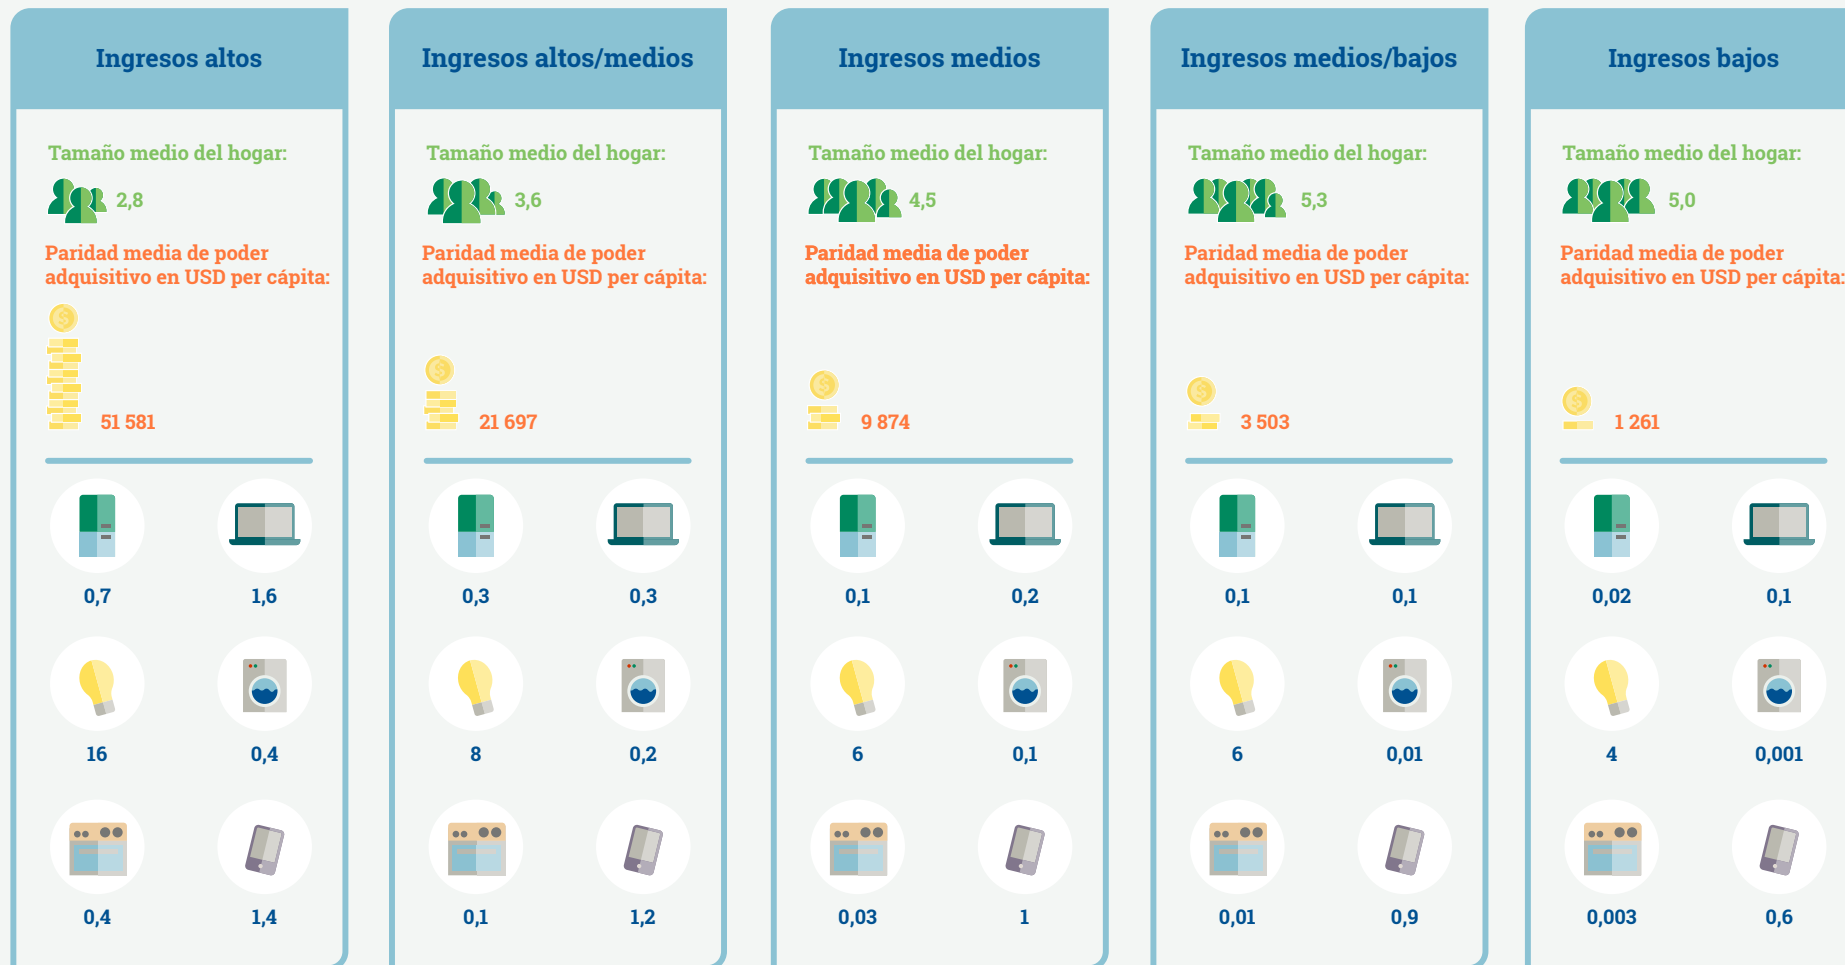 Ingresos altos
Tamaño medio del hogar:
2,8
Paridad media de poder
adquisitivo en USD per cápita:
51 581
0,7
1,6
16
0,4
0,4
1,4
Ingresos altos/medios
Tamaño medio del hogar:
3,6
Paridad media de poder
adquisitivo en USD per cápita:
21 697
0,3
0,3
8
0,2
0,1
1,2
Ingresos medios
Tamaño medio del hogar:
4,5
Paridad media de poder
adquisitivo en USD per cápita:
9 874
0,1
0,2
6
0,1
0,03
1
Ingresos medios/bajos
Tamaño medio del hogar:
5,3
Paridad media de poder
adquisitivo en USD per cápita:
3 503
0,1
0,1
6
0,01
0,01
0,9
Ingresos bajos
Tamaño medio del hogar:
5,0
Paridad media de poder
adquisitivo en USD per cápita:
1 261
0,02
0,1
4
0,001
0,003
0,6